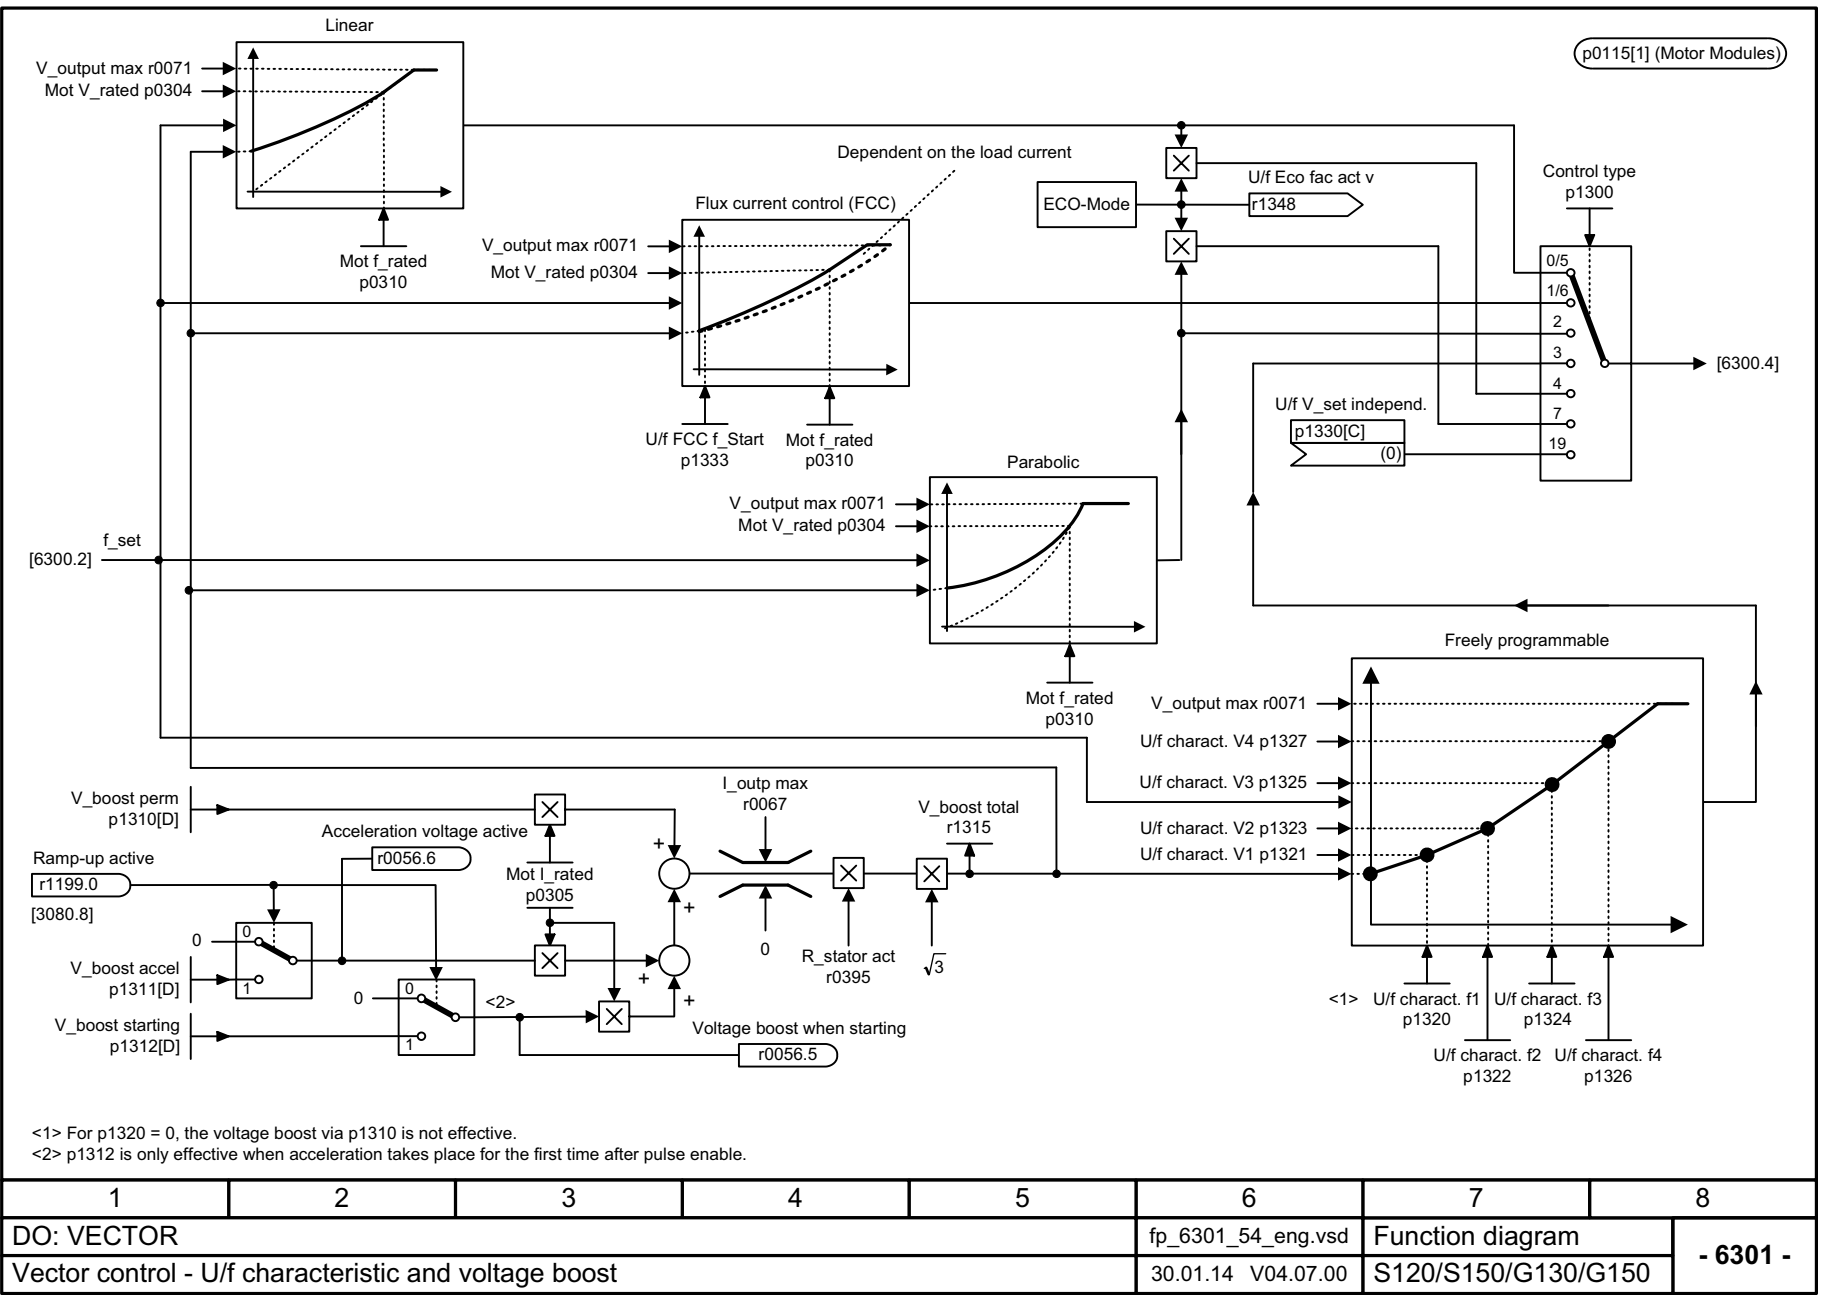 Linear
p0115[1] (Motor Modules)
V_output max r0071
Mot V_rated p0304
Mot f_rated
p0310
Dependent on the load current
Flux current control (FCC)
V_output max r0071
Mot V_rated p0304
U/f FCC f_Start
p1333
Mot f_rated
p0310
ECO-Mode
U/f Eco fac act v
r1348
Control type
p1300
0/5
1/6
2
3
4
7
19
[6300.4]
U/f V_set independ.
p1330[C]
(0)
Parabolic
V_output max r0071
Mot V_rated p0304
Mot f_rated
p0310
f_set
[6300.2]
Freely programmable
V_output max r0071
U/f charact. V4 p1327
U/f charact. V3 p1325
U/f charact. V2 p1323
U/f charact. V1 p1321
<1>
U/f charact. f1
p1320
U/f charact. f3
p1324
U/f charact. f2
p1322
U/f charact. f4
p1326
V_boost perm
p1310[D]
Acceleration voltage active
r0056.6
Ramp-up active
r1199.0
[3080.8]
0
0
1
V_boost accel
p1311[D]
V_boost starting
p1312[D]
0
0
1
<2>
Mot I_rated
p0305
+
+
+
+
I_outp max
r0067
0
R_stator act
r0395
√3
V_boost total
r1315
Voltage boost when starting
r0056.5
<1> For p1320 = 0, the voltage boost via p1310 is not effective.
<2> p1312 is only effective when acceleration takes place for the first time after pulse enable.
1 2 3 4 5 6 7 8
DO: VECTOR
fp_6301_54_eng.vsd
Function diagram
- 6301 -
Vector control - U/f characteristic and voltage boost
30.01.14 V04.07.00
S120/S150/G130/G150